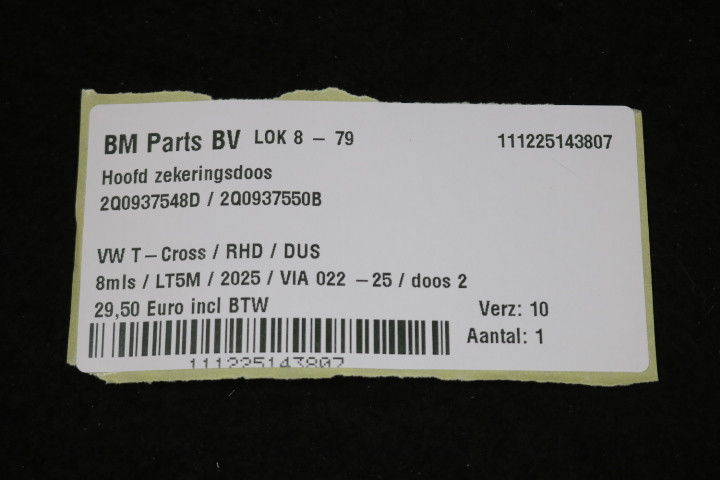 BM Parts BV LOK 8 – 79 111225143807
Hoofd zekeringsdoos
2Q0937548D / 2Q0937550B
VW T–Cross / RHD / DUS
8mls / LT5M / 2025 / VIA 022 –25 / doos 2
29,50 Euro incl BTW Verz: 10
Aantal: 1
111225143807